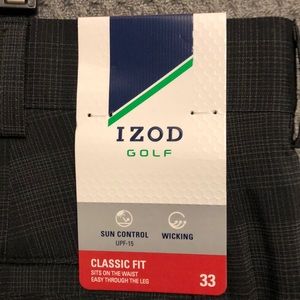 IZOD
GOLF
SUN CONTROL
UPF-15
WICKING
CLASSIC FIT
SITS ON THE WAIST
EASY THROUGH THE LEG
33